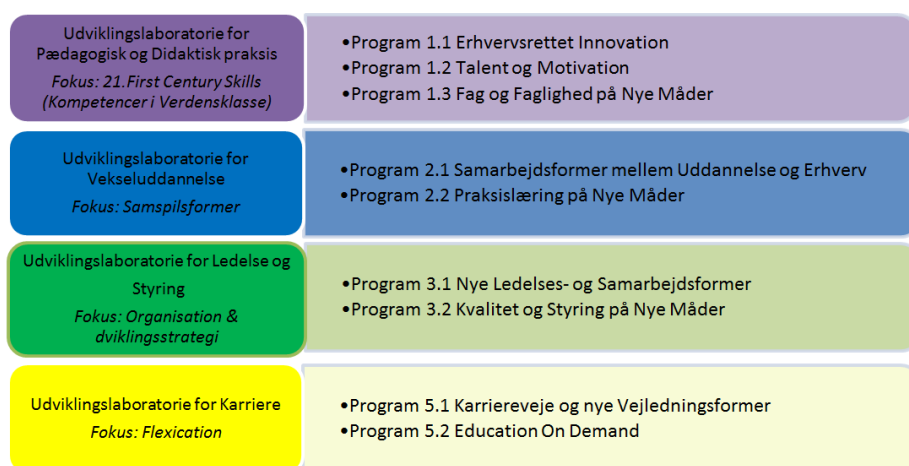 Udviklingslaboratorie for
Pædagogisk og Didaktisk praksis
Fokus: 21.First Century Skills
(Kompetencer i Verdensklasse)
•Program 1.1 Erhvervsrettet Innovation
•Program 1.2 Talent og Motivation
•Program 1.3 Fag og Faglighed på Nye Måder
Udviklingslaboratorie for
Vekseluddannelse
Fokus: Samspilsformer
•Program 2.1 Samarbejdsformer mellem Uddannelse og Erhverv
•Program 2.2 Praksislæring på Nye Måder
Udviklingslaboratorie for Ledelse og
Styring
Fokus: Organisation &
dviklingsstrategi
•Program 3.1 Nye Ledelses- og Samarbejdsformer
•Program 3.2 Kvalitet og Styring på Nye Måder
Udviklingslaboratorie for Karriere
Fokus: Flexication
•Program 5.1 Karriereveje og nye Vejledningsformer
•Program 5.2 Education On Demand